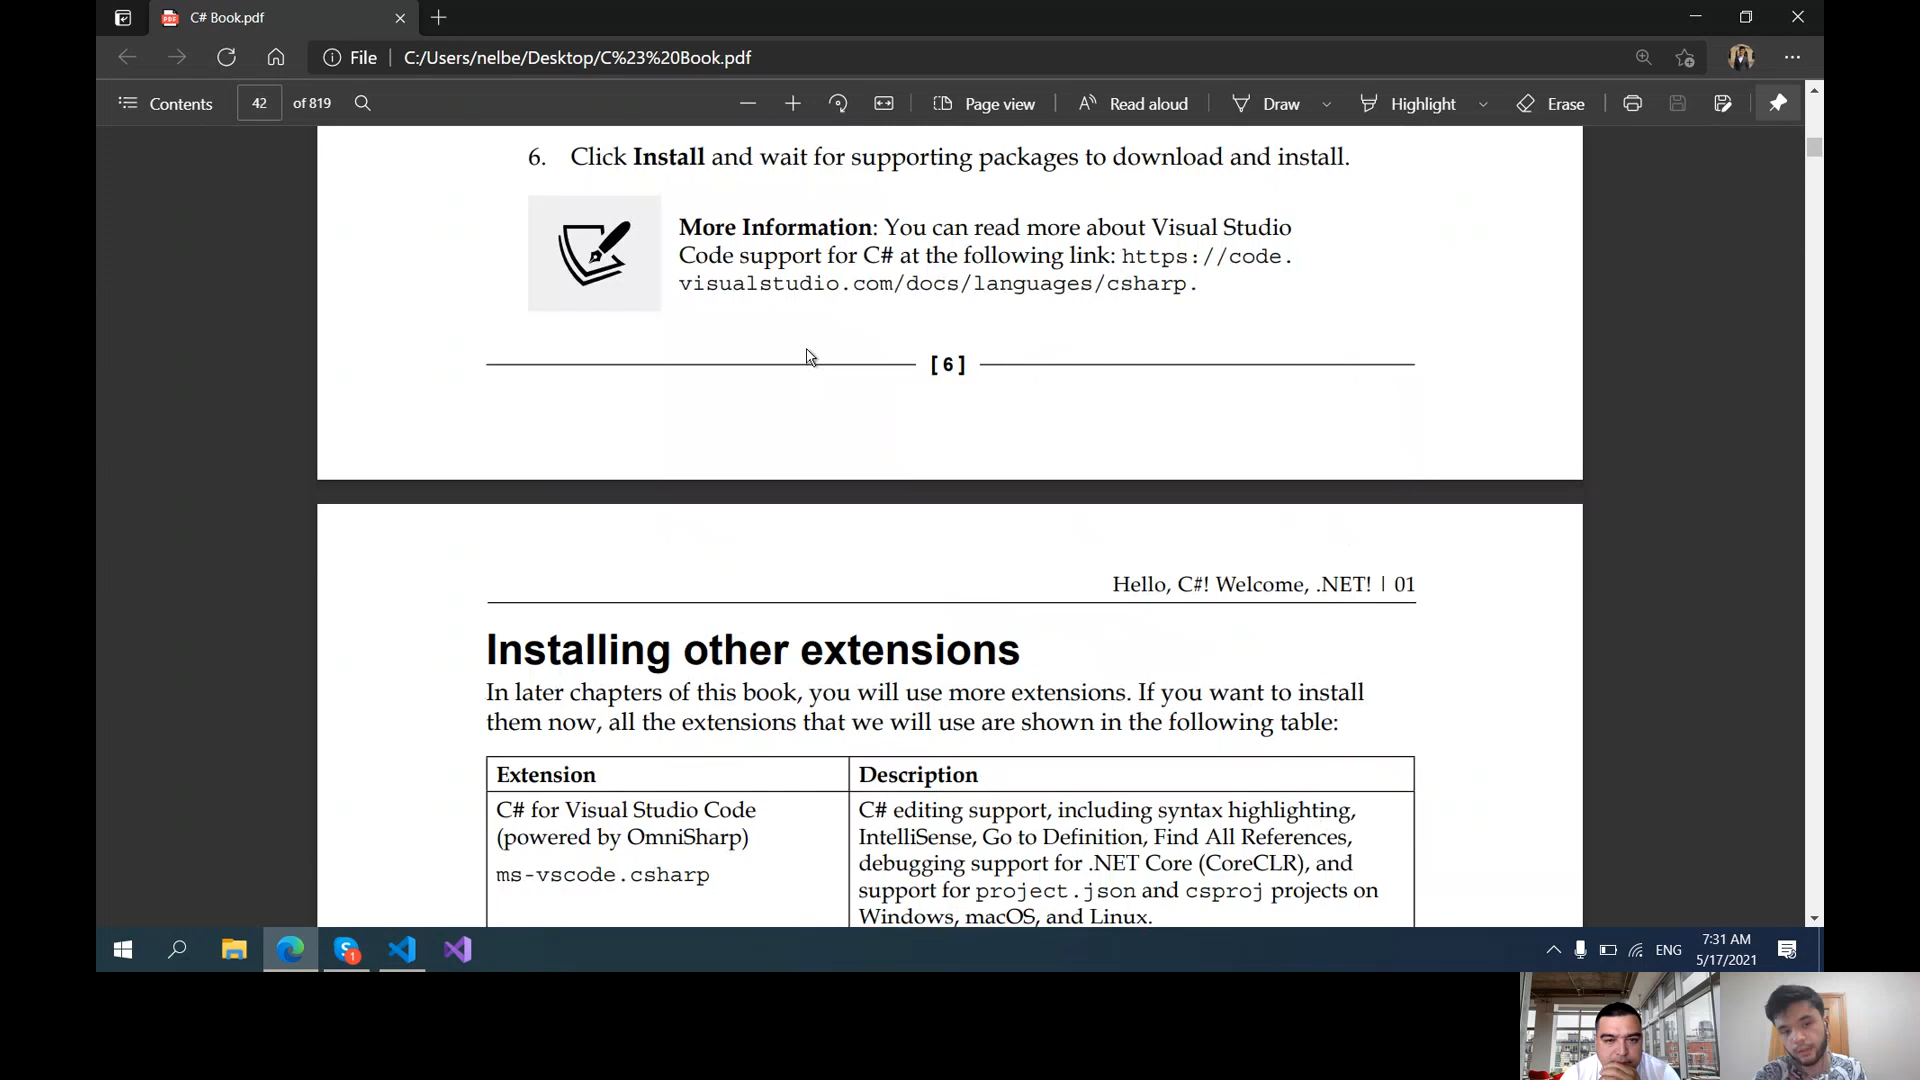 C# Book.pdf
File C:/Users/nelbe/Desktop/C%23%20Book.pdf
Contents 42 of 819 Page view Read aloud Draw Highlight Erase
6. Click Install and wait for supporting packages to download and install.
More Information: You can read more about Visual Studio
Code support for C# at the following link: https://code.
visualstudio.com/docs/languages/csharp.
[ 6 ]
Hello, C#! Welcome, .NET! | 01
Installing other extensions
In later chapters of this book, you will use more extensions. If you want to install
them now, all the extensions that we will use are shown in the following table:
Extension Description
C# for Visual Studio Code
(powered by OmniSharp)
ms-vscode.csharp
C# editing support, including syntax highlighting,
IntelliSense, Go to Definition, Find All References,
debugging support for .NET Core (CoreCLR), and
support for project.json and csproj projects on
Windows, macOS, and Linux.
1
ENG
7:31 AM
5/17/2021